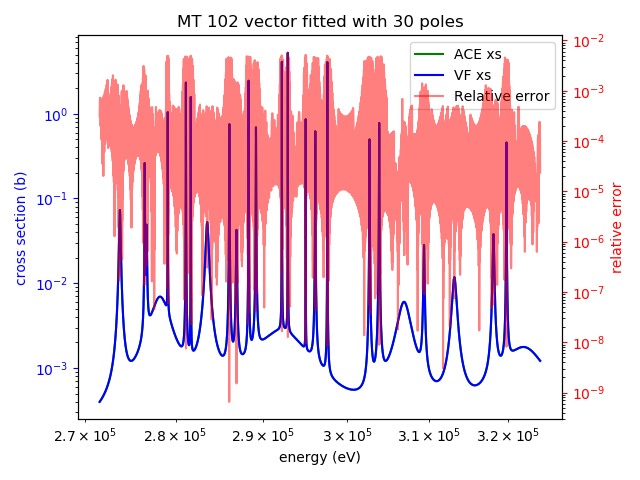 MT 102 vector fitted with 30 poles
ACE xs
VF xs
Relative error
cross section (b)
10⁰
10⁻¹
10⁻²
10⁻³
10⁻²
10⁻³
10⁻⁴
10⁻⁵
10⁻⁶
10⁻⁷
10⁻⁸
10⁻⁹
relative error
2.7 × 10⁵ 2.8 × 10⁵ 2.9 × 10⁵ 3 × 10⁵ 3.1 × 10⁵ 3.2 × 10⁵
energy (eV)